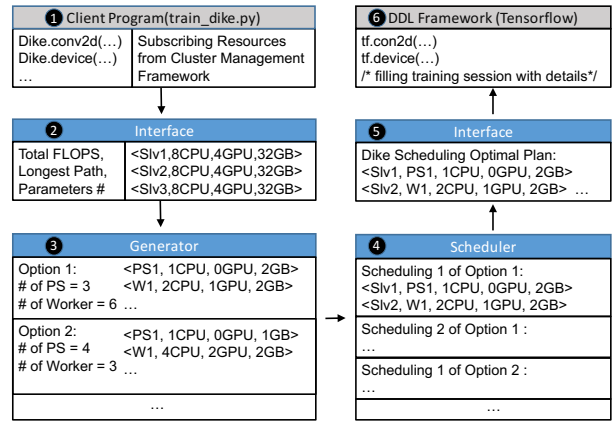 1 Client Program(train_dike.py)
Dike.conv2d(…)
Dike.device(…)
…
Subscribing Resources
from Cluster Management
Framework
2 Interface
Total FLOPS,
Longest Path,
Parameters #
<Slv1,8CPU,4GPU,32GB>
<Slv2,8CPU,4GPU,32GB>
<Slv3,8CPU,4GPU,32GB>
3 Generator
Option 1:
# of PS = 3
# of Worker = 6
<PS1, 1CPU, 0GPU, 2GB>
<W1, 2CPU, 1GPU, 2GB>
…
Option 2:
# of PS = 4
# of Worker = 3
<PS1, 1CPU, 0GPU, 1GB>
<W1, 4CPU, 2GPU, 2GB>
…
…
4 Scheduler
Scheduling 1 of Option 1:
<Slv1, PS1, 1CPU, 0GPU, 2GB>
<Slv2, W1, 2CPU, 1GPU, 2GB>
Scheduling 2 of Option 1 :
…
Scheduling 1 of Option 2 :
…
…
5 Interface
Dike Scheduling Optimal Plan:
<Slv1, PS1, 1CPU, 0GPU, 2GB>
<Slv2, W1, 2CPU, 1GPU, 2GB> …
6 DDL Framework (Tensorflow)
tf.con2d(…)
tf.device(…)
/* filling training session with details*/